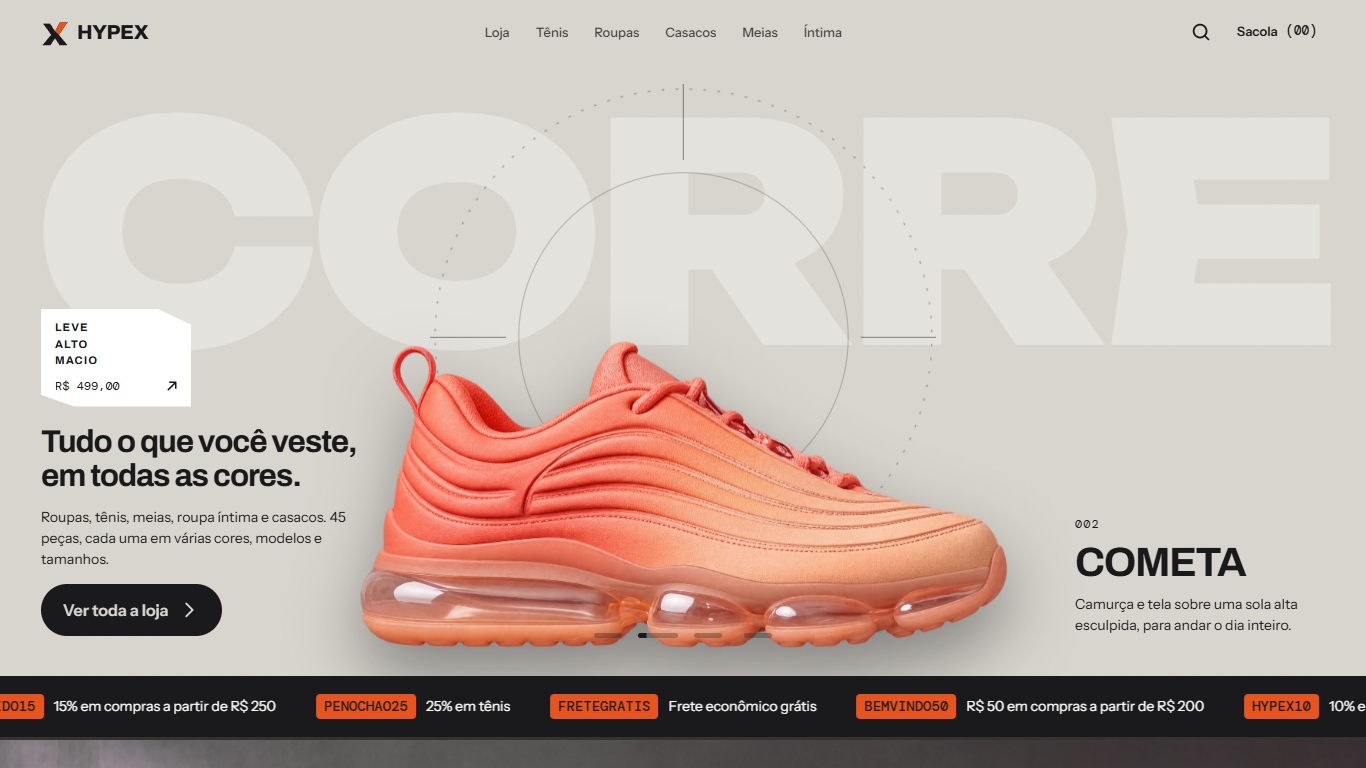 HYPEX
Loja Tênis Roupas Casacos Meias Íntima
Sacola (00)
CORRE
LEVE
ALTO
MACIO
R$ 499,00
Tudo o que você veste,
em todas as cores.
Roupas, tênis, meias, roupa íntima e casacos. 45
peças, cada uma em várias cores, modelos e
tamanhos.
Ver toda a loja
002
COMETA
Camurça e tela sobre uma sola alta
esculpida, para andar o dia inteiro.
DO15 15% em compras a partir de R$ 250 PENOCHAO25 25% em tênis FRETEGRATIS Frete econômico grátis BEMVINDO50 R$ 50 em compras a partir de R$ 200 HYPEX10 10% e